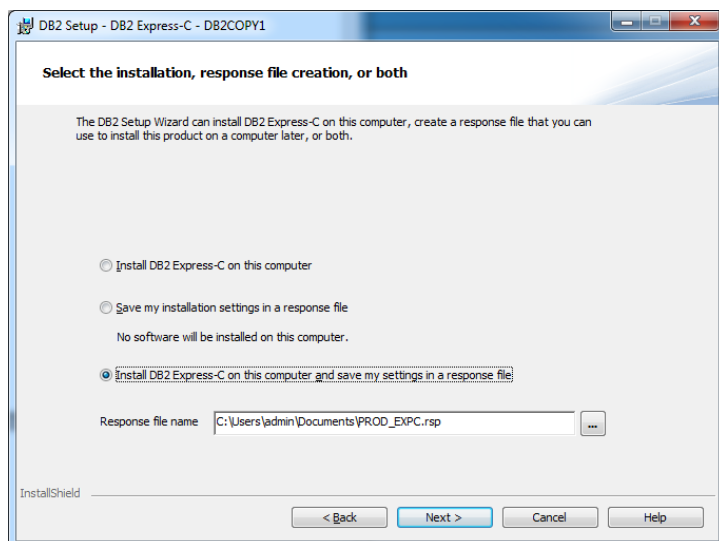 DB2 Setup - DB2 Express-C - DB2COPY1
Select the installation, response file creation, or both
The DB2 Setup Wizard can install DB2 Express-C on this computer, create a response file that you can
use to install this product on a computer later, or both.
Install DB2 Express-C on this computer
Save my installation settings in a response file
No software will be installed on this computer.
Install DB2 Express-C on this computer and save my settings in a response file
Response file name C:\Users\admin\Documents\PROD_EXPC.rsp ...
InstallShield
< Back Next > Cancel Help